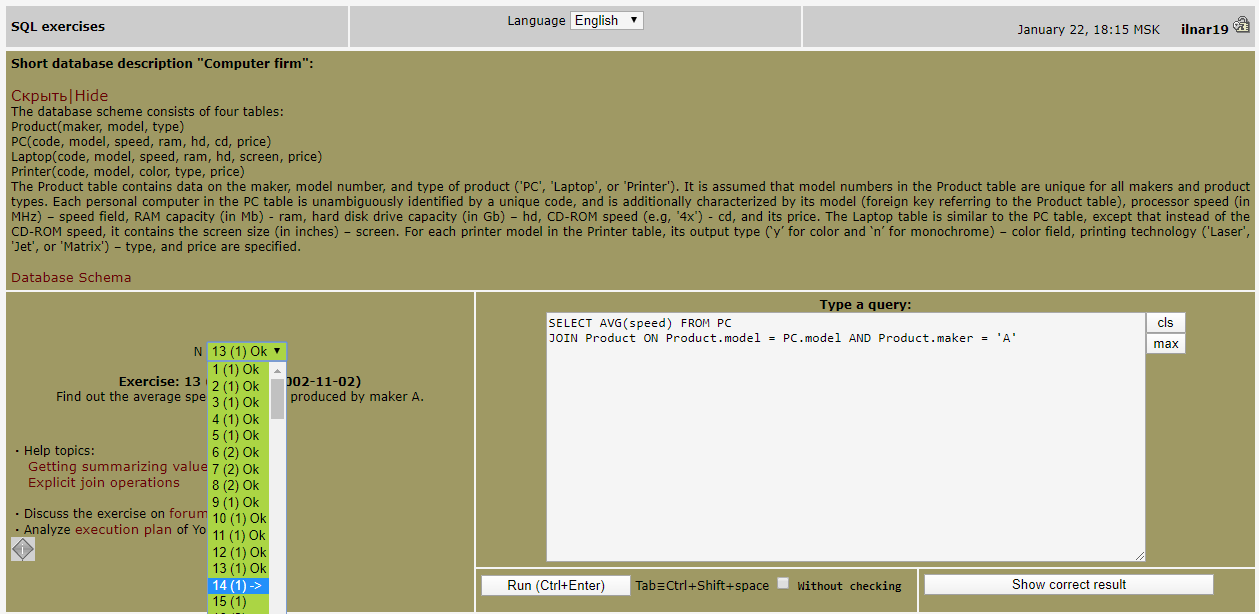 SQL exercises
Language English ▼
January 22, 18:15 MSK ilnar19
Short database description "Computer firm":
Скрыть|Hide
The database scheme consists of four tables:
Product(maker, model, type)
PC(code, model, speed, ram, hd, cd, price)
Laptop(code, model, speed, ram, hd, screen, price)
Printer(code, model, color, type, price)
The Product table contains data on the maker, model number, and type of product ('PC', 'Laptop', or 'Printer'). It is assumed that model numbers in the Product table are unique for all makers and product
types. Each personal computer in the PC table is unambiguously identified by a unique code, and is additionally characterized by its model (foreign key referring to the Product table), processor speed (in
MHz) – speed field, RAM capacity (in Mb) - ram, hard disk drive capacity (in Gb) – hd, CD-ROM speed (e.g, '4x') - cd, and its price. The Laptop table is similar to the PC table, except that instead of the
CD-ROM speed, it contains the screen size (in inches) – screen. For each printer model in the Printer table, its output type (‘y’ for color and ‘n’ for monochrome) – color field, printing technology ('Laser',
'Jet', or 'Matrix') – type, and price are specified.
Database Schema
N 13 (1) Ok ▼
1 (1) Ok
2 (1) Ok
3 (1) Ok
4 (1) Ok
5 (1) Ok
6 (2) Ok
7 (2) Ok
8 (2) Ok
9 (1) Ok
10 (1) Ok
11 (1) Ok
12 (1) Ok
13 (1) Ok
14 (1) ->
15 (1)
Exercise: 13 002-11-02)
Find out the average spe produced by maker A.
· Help topics:
Getting summarizing value
Explicit join operations
· Discuss the exercise on forum
· Analyze execution plan of Yo
Type a query:
SELECT AVG(speed) FROM PC
JOIN Product ON Product.model = PC.model AND Product.maker = 'A'
cls
max
Run (Ctrl+Enter) Tab≡Ctrl+Shift+space Without checking
Show correct result